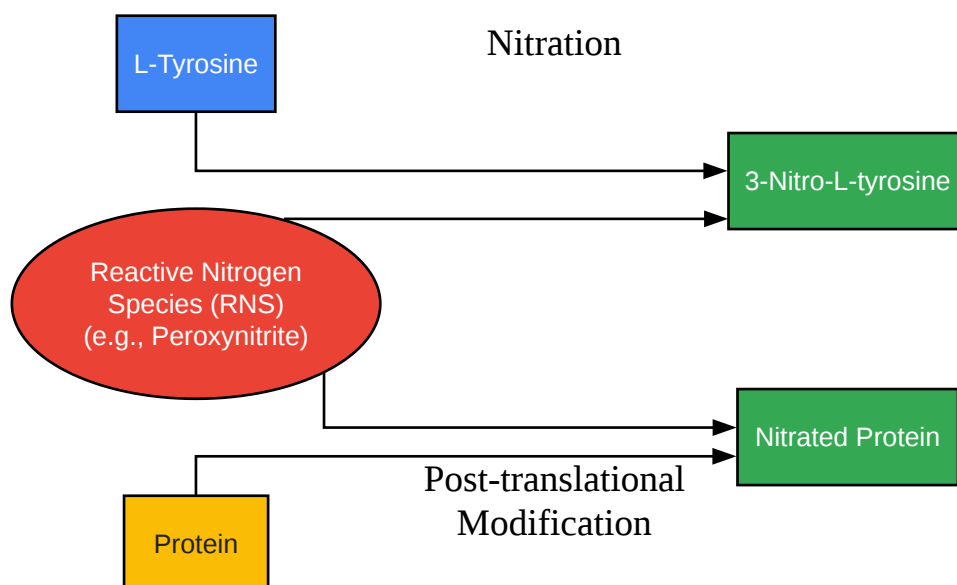 Nitration
L-Tyrosine
3-Nitro-L-tyrosine
Reactive Nitrogen
Species (RNS)
(e.g., Peroxynitrite)
Nitrated Protein
Post-translational
Modification
Protein